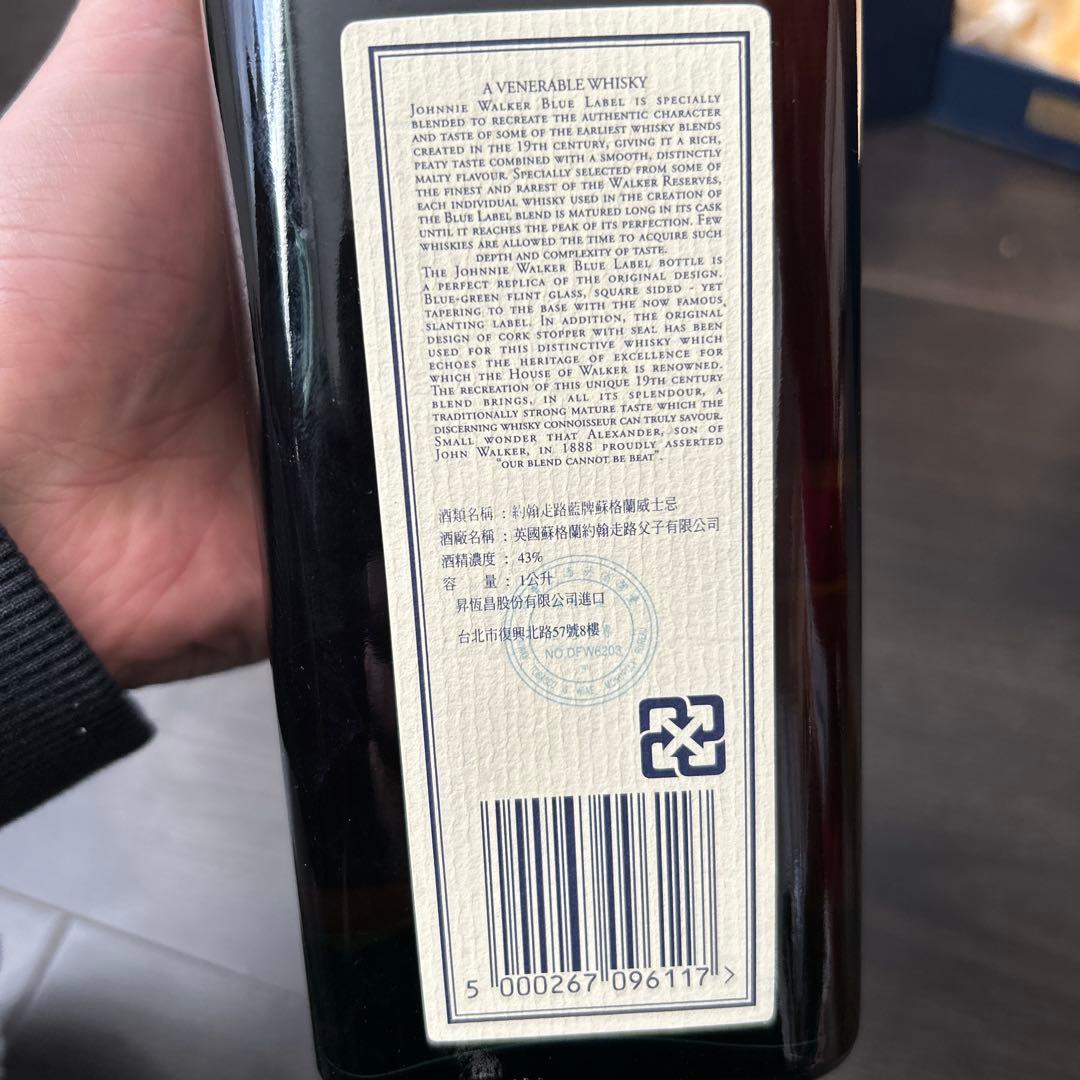 A VENERABLE WHISKY
JOHNNIE WALKER BLUE LABEL IS SPECIALLY
BLENDED TO RECREATE THE AUTHENTIC CHARACTER
AND TASTE OF SOME OF THE EARLIEST WHISKY BLENDS
CREATED IN THE 19TH CENTURY, GIVING IT A RICH,
PEATY TASTE COMBINED WITH A SMOOTH, DISTINCTLY
MALTY FLAVOUR. SPECIALLY SELECTED FROM SOME OF
THE FINEST AND RAREST OF THE WALKER RESERVES,
EACH INDIVIDUAL WHISKY USED IN THE CREATION OF
THE BLUE LABEL BLEND IS MATURED LONG IN ITS CASK
UNTIL IT REACHES THE PEAK OF ITS PERFECTION. FEW
WHISKIES ARE ALLOWED THE TIME TO ACQUIRE SUCH
DEPTH AND COMPLEXITY OF TASTE.
THE JOHNNIE WALKER BLUE LABEL BOTTLE IS
A PERFECT REPLICA OF THE ORIGINAL DESIGN.
BLUE-GREEN FLINT GLASS, SQUARE SIDED - YET
TAPERING TO THE BASE WITH THE NOW FAMOUS
SLANTING LABEL. IN ADDITION, THE ORIGINAL
DESIGN OF CORK STOPPER WITH SEAL HAS BEEN
USED FOR THIS DISTINCTIVE WHISKY WHICH
ECHOES THE HERITAGE OF EXCELLENCE FOR
WHICH THE HOUSE OF WALKER IS RENOWNED.
THE RECREATION OF THIS UNIQUE 19TH CENTURY
BLEND BRINGS, IN ALL ITS SPLENDOUR, A
TRADITIONALLY STRONG MATURE TASTE WHICH THE
DISCERNING WHISKY CONNOISSEUR CAN TRULY SAVOUR.
SMALL WONDER THAT ALEXANDER, SON OF
JOHN WALKER, IN 1888 PROUDLY ASSERTED
"OUR BLEND CANNOT BE BEAT".
酒類名稱：約翰走路藍牌蘇格蘭威士忌
酒廠名稱：英國蘇格蘭約翰走路父子有限公司
酒精濃度：43%
容 量：1公升
昇恆昌股份有限公司進口
台北市復興北路57號8樓
NO.DFW6203
TOBACCO & WINE MONOPOLY BUREAU
5 000267 096117 >